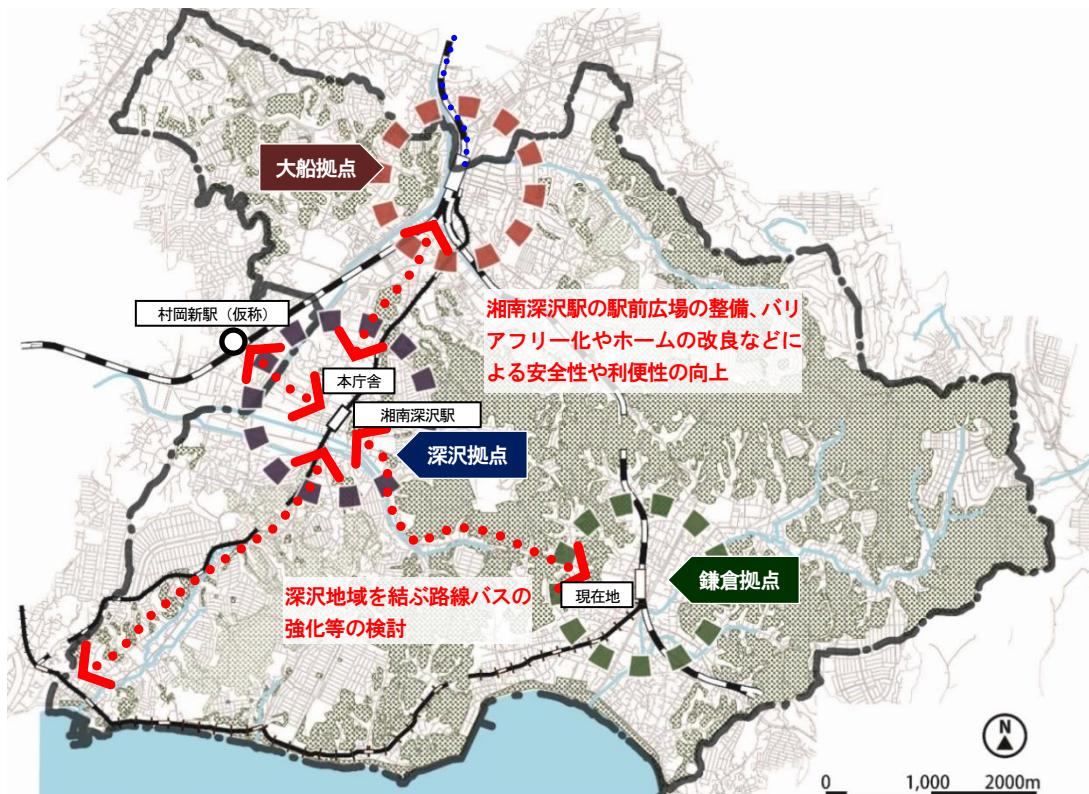 大船拠点
村岡新駅（仮称）
湘南深沢駅の駅前広場の整備、バリ
アフリー化やホームの改良などに
よる安全性や利便性の向上
本庁舎
湘南深沢駅
深沢拠点
鎌倉拠点
現在地
深沢地域を結ぶ路線バスの
強化等の検討
N
0 1,000 2000m